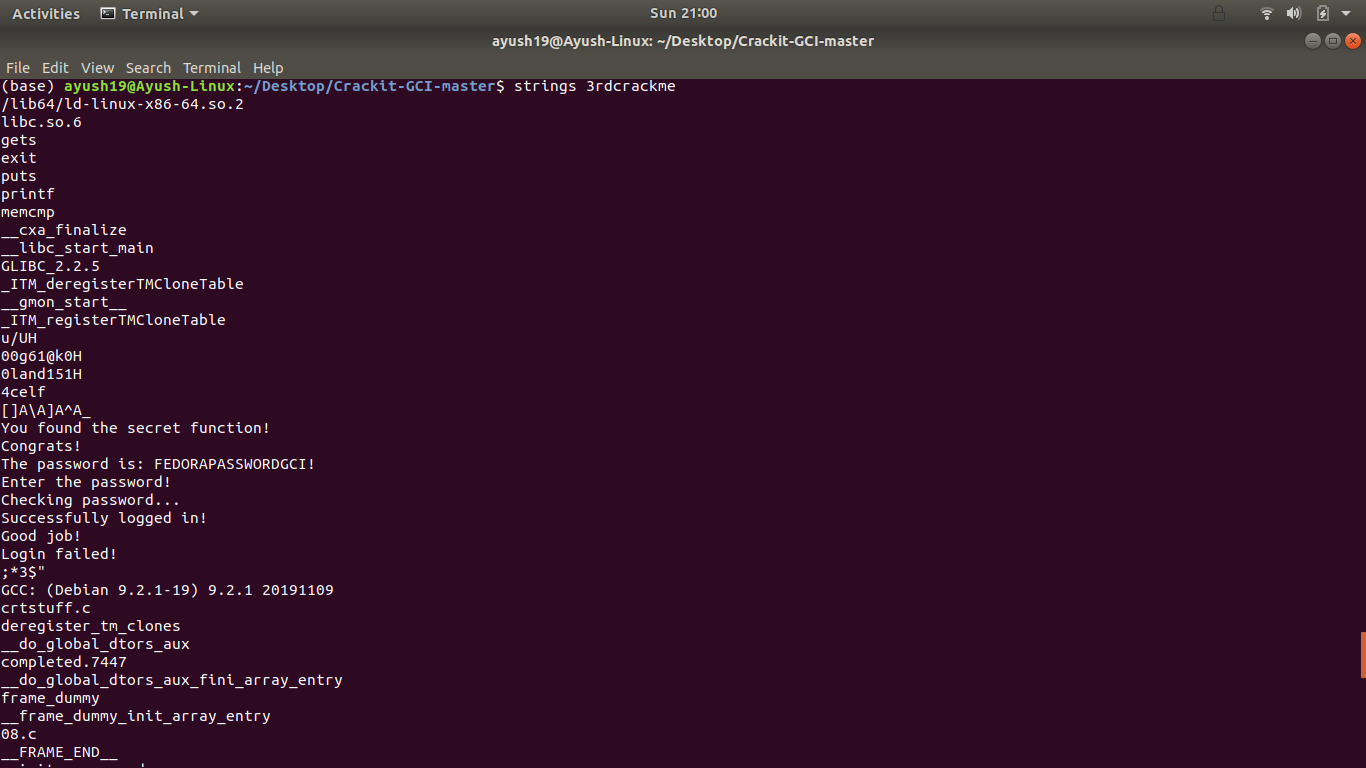 Activities Terminal Sun 21:00
ayush19@Ayush-Linux: ~/Desktop/Crackit-GCI-master
File Edit View Search Terminal Help
(base) ayush19@Ayush-Linux:~/Desktop/Crackit-GCI-master$ strings 3rdcrackme
/lib64/ld-linux-x86-64.so.2
libc.so.6
gets
exit
puts
printf
memcmp
__cxa_finalize
__libc_start_main
GLIBC_2.2.5
_ITM_deregisterTMCloneTable
__gmon_start__
_ITM_registerTMCloneTable
u/UH
00g61@k0H
0land151H
4celf
[]A\A]A^A_
You found the secret function!
Congrats!
The password is: FEDORAPASSWORDGCI!
Enter the password!
Checking password...
Successfully logged in!
Good job!
Login failed!
;*3$"
GCC: (Debian 9.2.1-19) 9.2.1 20191109
crtstuff.c
deregister_tm_clones
__do_global_dtors_aux
completed.7447
__do_global_dtors_aux_fini_array_entry
frame_dummy
__frame_dummy_init_array_entry
08.c
__FRAME_END__